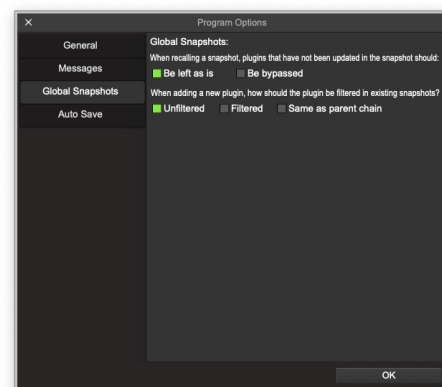 Program Options
General
Messages
Global Snapshots
Auto Save
Global Snapshots:
When recalling a snapshot, plugins that have not been updated in the snapshot should:
Be left as is Be bypassed
When adding a new plugin, how should the plugin be filtered in existing snapshots?
Unfiltered Filtered Same as parent chain
OK